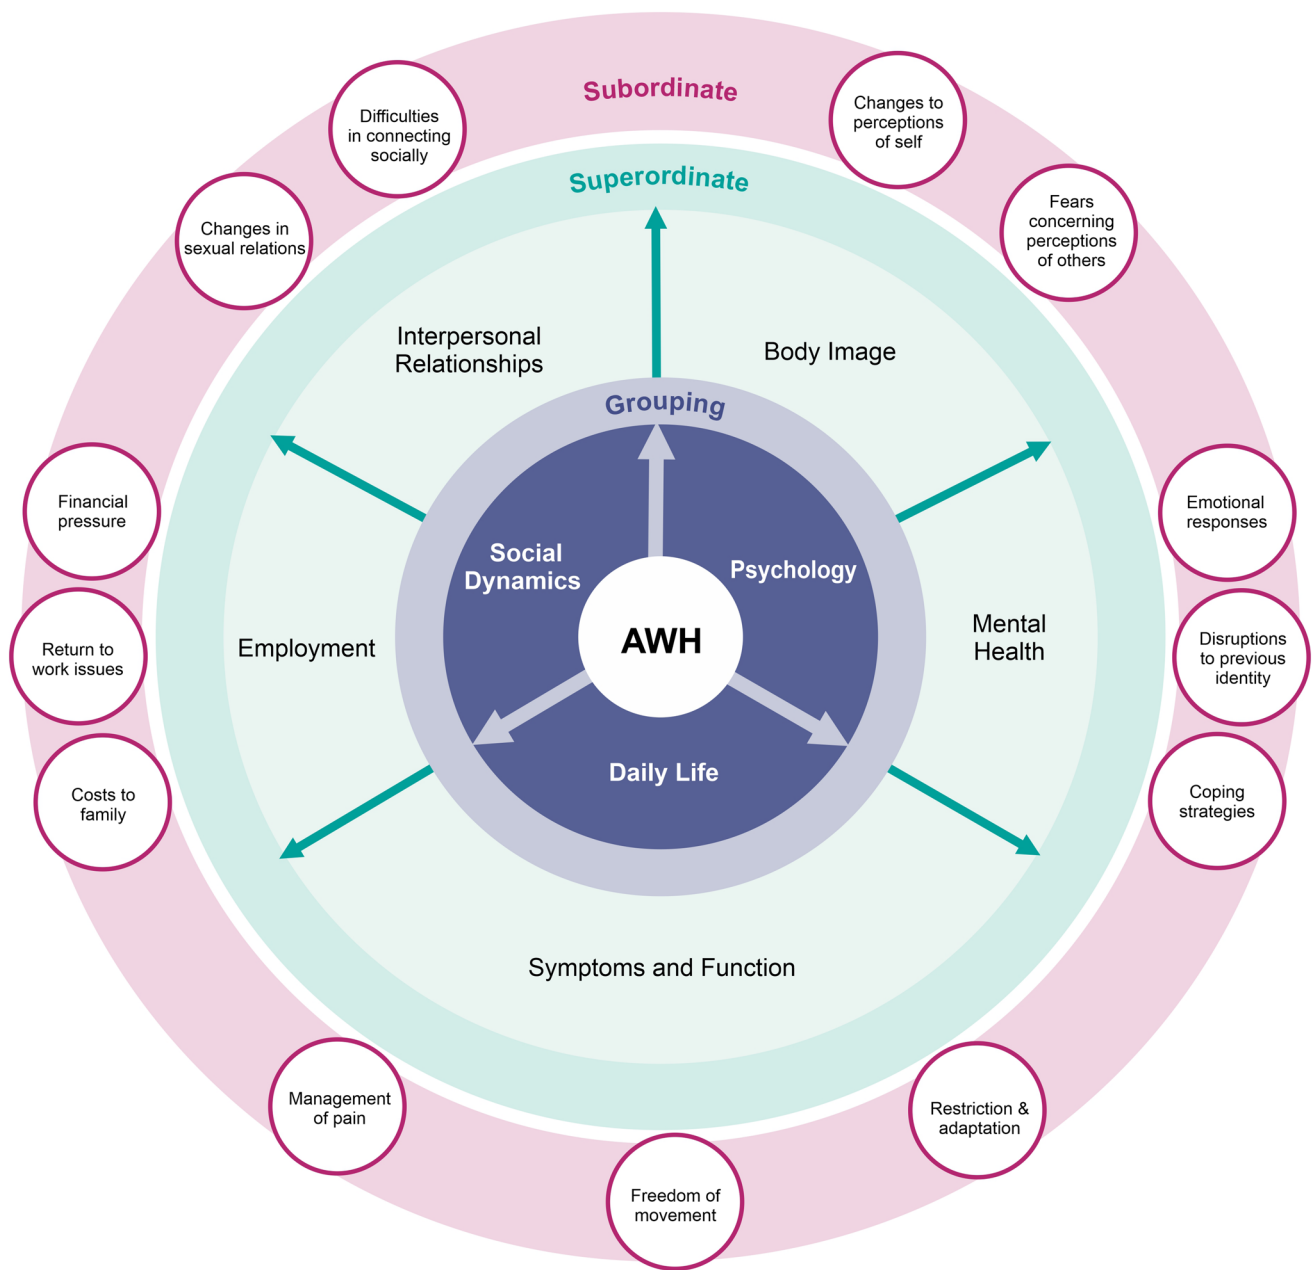 Subordinate
Difficulties
in connecting
socially
Changes to
perceptions
of self
Changes in
sexual relations
Fears
concerning
perceptions
of others
Superordinate
Interpersonal
Relationships
Body Image
Grouping
Financial
pressure
Emotional
responses
Social
Dynamics
Psychology
Return to
work issues
Employment
AWH
Mental
Health
Disruptions
to previous
identity
Daily Life
Costs to
family
Coping
strategies
Symptoms and Function
Management
of pain
Restriction &
adaptation
Freedom of
movement